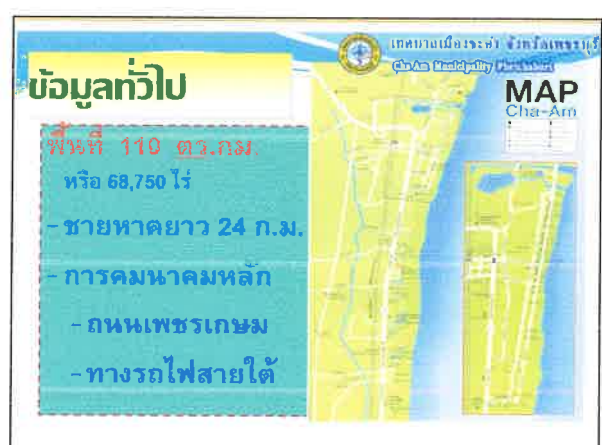 เทศบาลเมืองชะอำ จังหวัดเพชรบุรี
Cha-Am Municipality Phetchaburi
ข้อมูลทั่วไป
MAP
Cha-Am
พื้นที่ 110 ตร.กม.
หรือ 68,750 ไร่
-ชายหาดยาว 24 ก.ม.
-การคมนาคมหลัก
-ถนนเพชรเกษม
-ทางรถไฟสายใต้